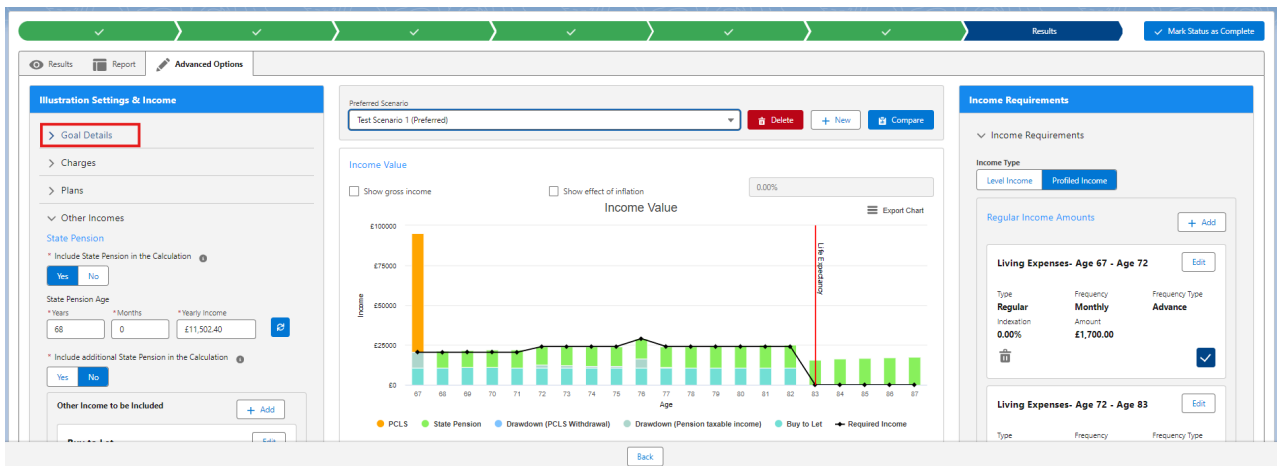 Results
Mark Status as Complete
Results
Report
Advanced Options
Illustration Settings & Income
Goal Details
Charges
Plans
Other Incomes
State Pension
* Include State Pension in the Calculation
Yes
No
State Pension Age
*Years
*Months
*Yearly Income
68
0
£11,502.40
* Include additional State Pension in the Calculation
Yes
No
Other Income to be Included
+ Add
Buy to Let
Edit
Preferred Scenario
Test Scenario 1 (Preferred)
Delete
+ New
Compare
Income Value
Show gross income
Show effect of inflation
0.00%
Income Value
Export Chart
£100000
£75000
£50000
£25000
£0
Income
Life Expectancy
67 68 69 70 71 72 73 74 75 76 77 78 79 80 81 82 83 84 85 86 87
Age
PCLS State Pension Drawdown (PCLS Withdrawal) Drawdown (Pension taxable income) Buy to Let Required Income
Income Requirements
Income Requirements
Income Type
Level Income
Profiled Income
Regular Income Amounts
+ Add
Living Expenses- Age 67 - Age 72
Edit
Type Frequency Frequency Type
Regular Monthly Advance
Indexation Amount
0.00% £1,700.00
Living Expenses- Age 72 - Age 83
Edit
Type Frequency Frequency Type
Back